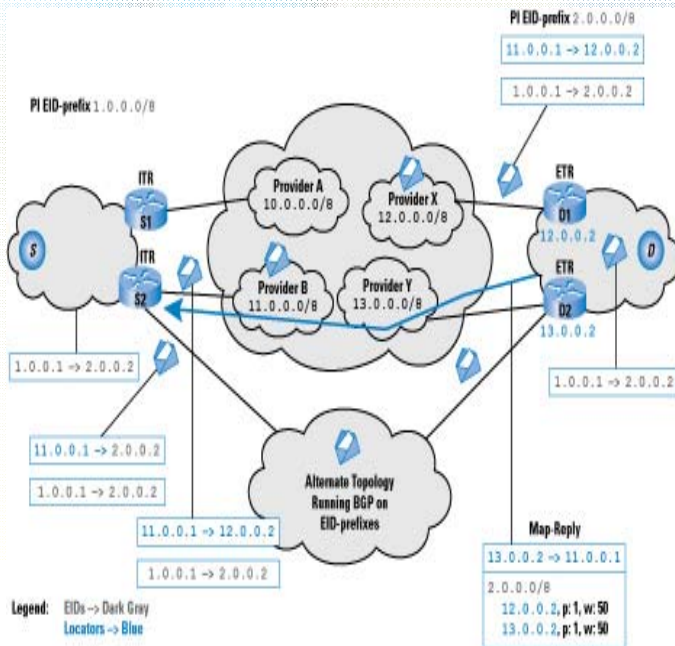 PI EID-prefix 2.0.0.0/8
11.0.0.1 -> 12.0.0.2
1.0.0.1 -> 2.0.0.2
PI EID-prefix 1.0.0.0/8
ITR
S1
Provider A
10.0.0.0/8
Provider X
12.0.0.0/8
ETR
D1
12.0.0.2
S
ITR
S2
Provider B
11.0.0.0/8
Provider Y
13.0.0.0/8
ETR
D2
13.0.0.2
D
1.0.0.1 -> 2.0.0.2
1.0.0.1 -> 2.0.0.2
11.0.0.1 -> 2.0.0.2
1.0.0.1 -> 2.0.0.2
11.0.0.1 -> 12.0.0.2
1.0.0.1 -> 2.0.0.2
Alternate Topology
Running BGP on
EID-prefixes
Map-Reply
13.0.0.2 -> 11.0.0.1
2.0.0.0/8
12.0.0.2, p: 1, w: 50
13.0.0.2, p: 1, w: 50
Legend: EIDs -> Dark Gray
Locators -> Blue